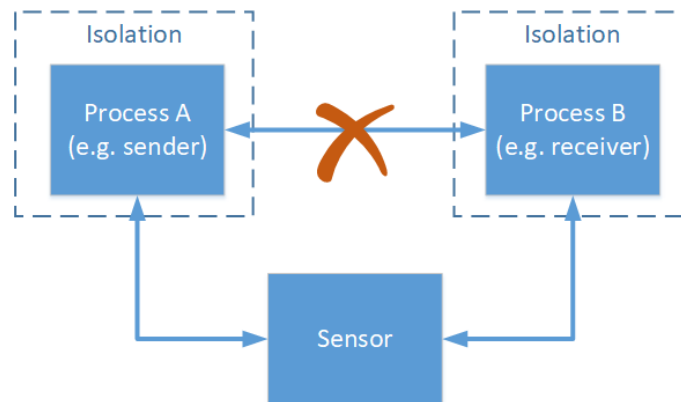 Isolation
Isolation
Process A
(e.g. sender)
Process B
(e.g. receiver)
Sensor